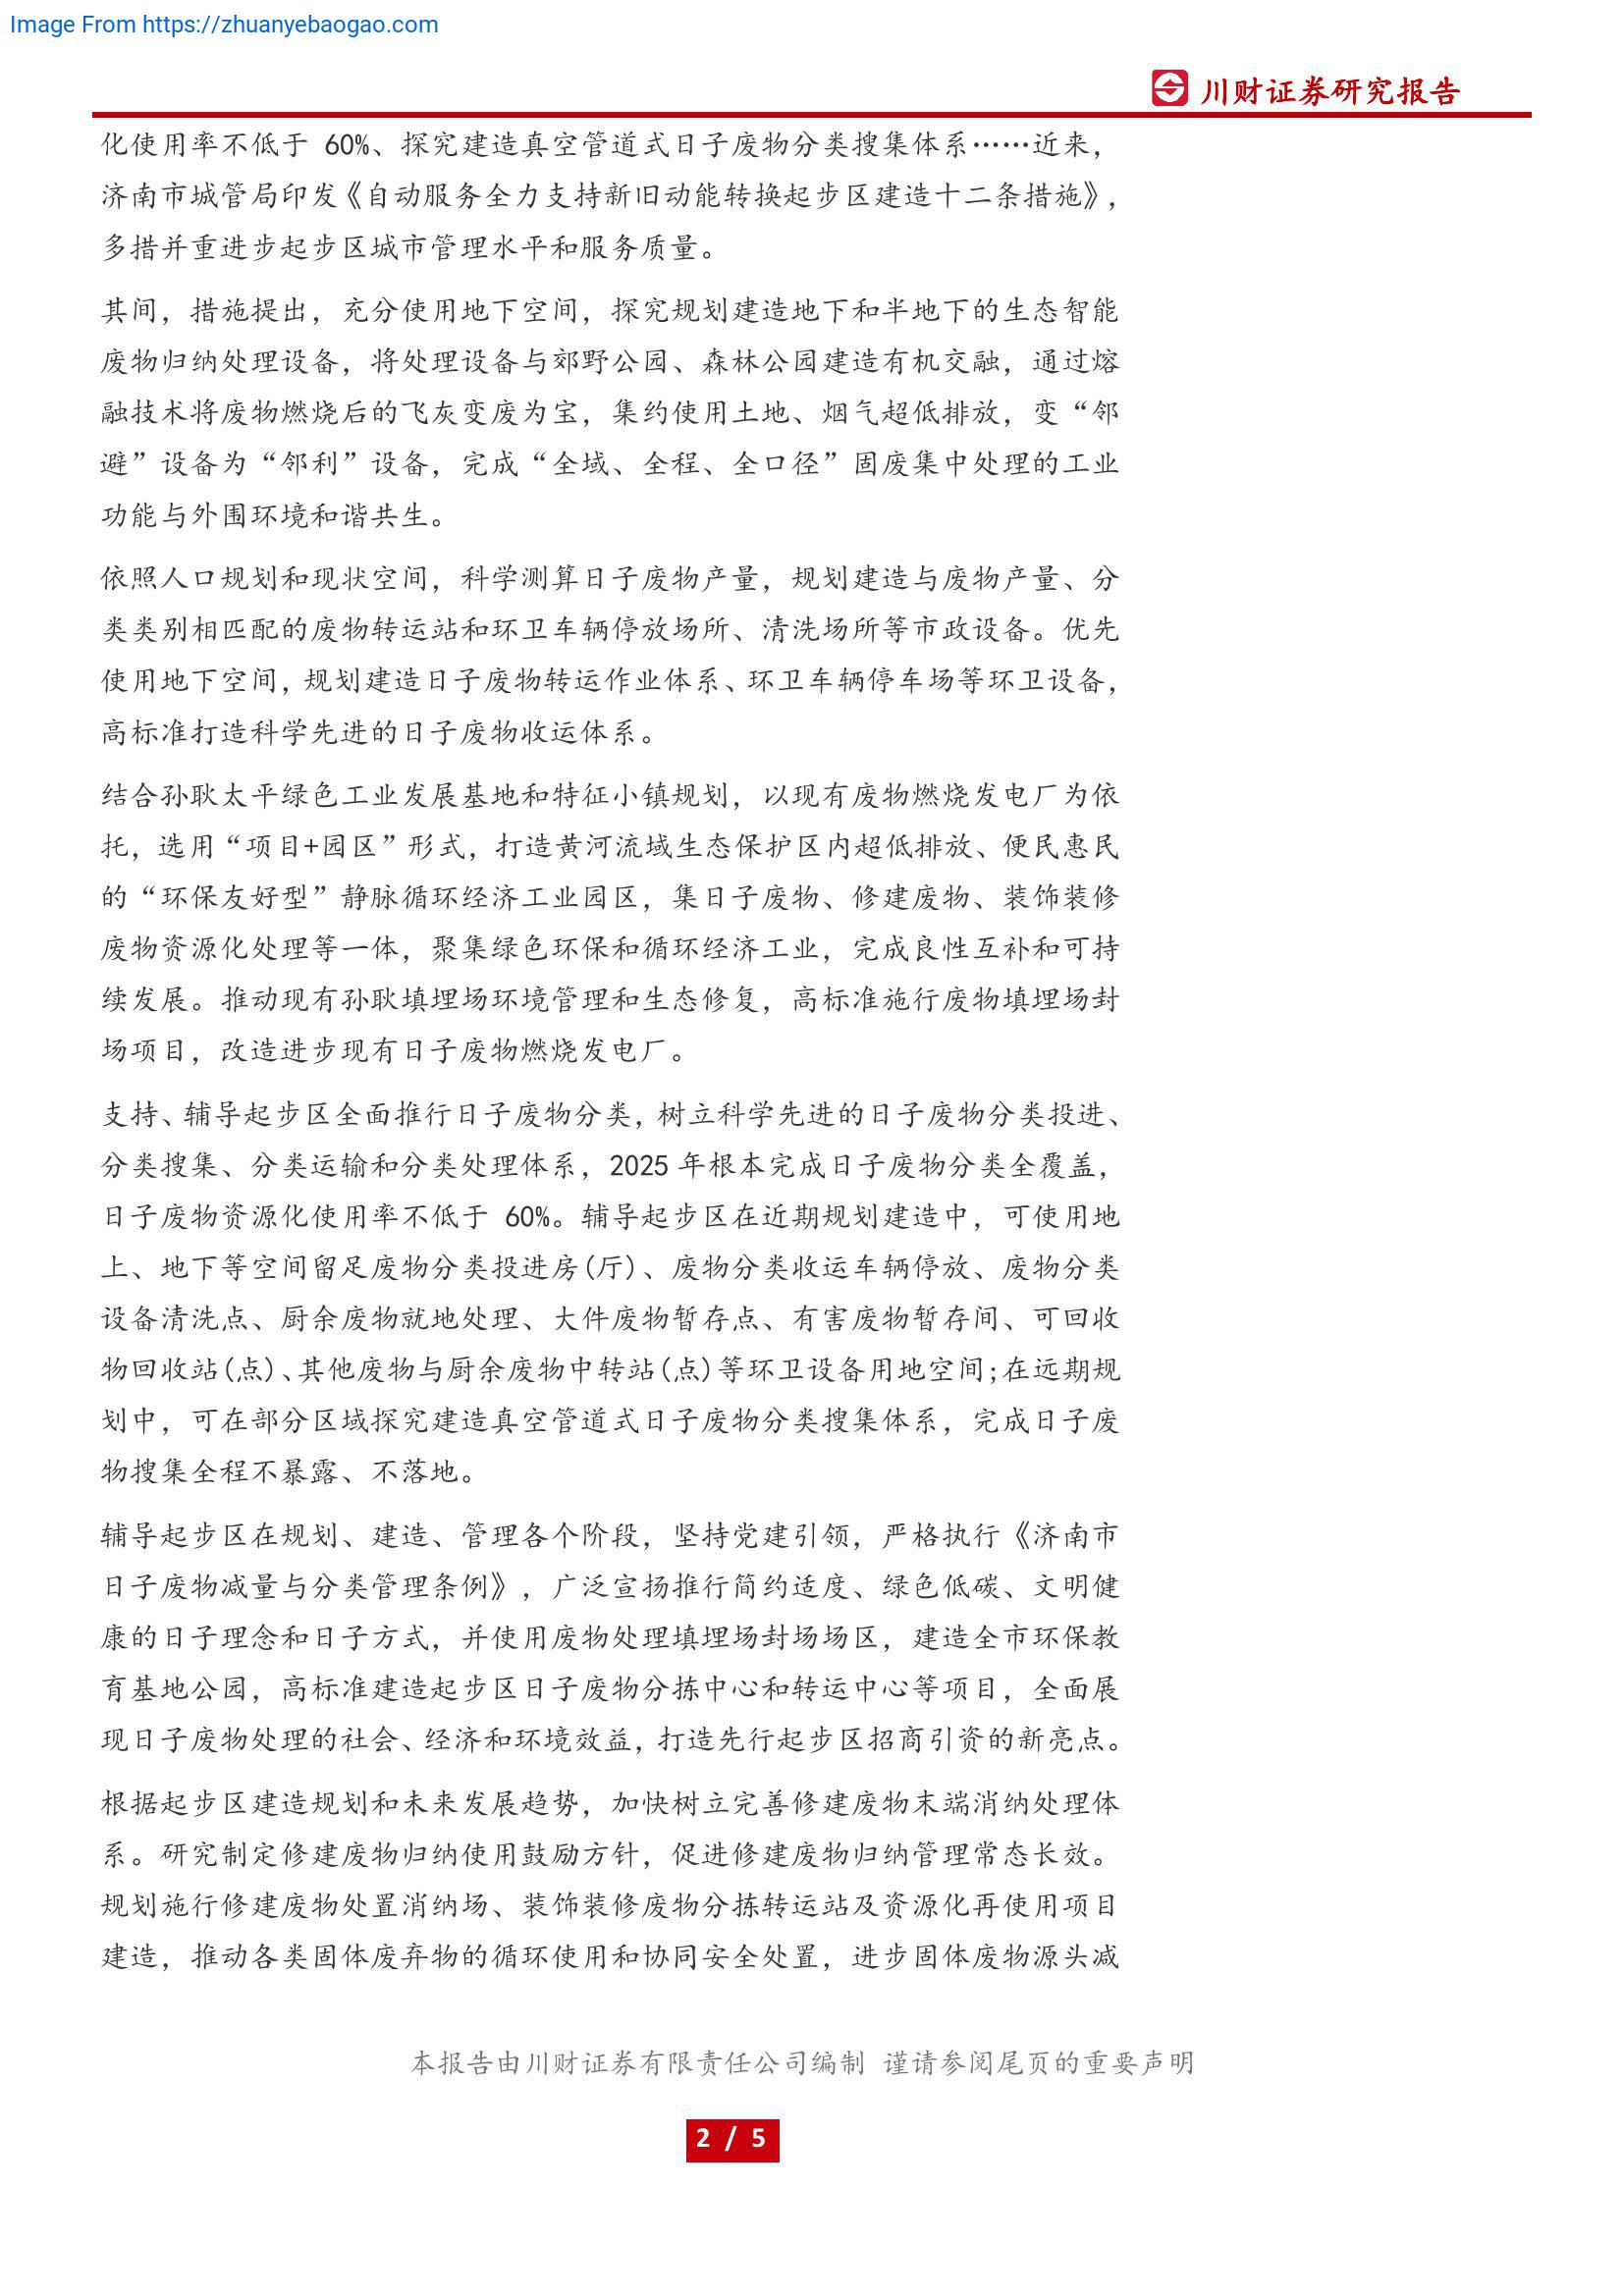 Image From https://zhuanyebaogao.com
川财证券研究报告
化使用率不低于 60%、探究建造真空管道式日子废物分类搜集体系……近来，
济南市城管局印发《自动服务全力支持新旧动能转换起步区建造十二条措施》，
多措并重进步起步区城市管理水平和服务质量。
其间，措施提出，充分使用地下空间，探究规划建造地下和半地下的生态智能
废物归纳处理设备，将处理设备与郊野公园、森林公园建造有机交融，通过熔
融技术将废物燃烧后的飞灰变废为宝，集约使用土地、烟气超低排放，变“邻
避”设备为“邻利”设备，完成“全域、全程、全口径”固废集中处理的工业
功能与外围环境和谐共生。
依照人口规划和现状空间，科学测算日子废物产量，规划建造与废物产量、分
类类别相匹配的废物转运站和环卫车辆停放场所、清洗场所等市政设备。优先
使用地下空间，规划建造日子废物转运作业体系、环卫车辆停车场等环卫设备，
高标准打造科学先进的日子废物收运体系。
结合孙耿太平绿色工业发展基地和特征小镇规划，以现有废物燃烧发电厂为依
托，选用“项目+园区”形式，打造黄河流域生态保护区内超低排放、便民惠民
的“环保友好型”静脉循环经济工业园区，集日子废物、修建废物、装饰装修
废物资源化处理等一体，聚集绿色环保和循环经济工业，完成良性互补和可持
续发展。推动现有孙耿填埋场环境管理和生态修复，高标准施行废物填埋场封
场项目，改造进步现有日子废物燃烧发电厂。
支持、辅导起步区全面推行日子废物分类，树立科学先进的日子废物分类投进、
分类搜集、分类运输和分类处理体系，2025 年根本完成日子废物分类全覆盖，
日子废物资源化使用率不低于 60%。辅导起步区在近期规划建造中，可使用地
上、地下等空间留足废物分类投进房(厅)、废物分类收运车辆停放、废物分类
设备清洗点、厨余废物就地处理、大件废物暂存点、有害废物暂存间、可回收
物回收站(点)、其他废物与厨余废物中转站(点)等环卫设备用地空间;在远期规
划中，可在部分区域探究建造真空管道式日子废物分类搜集体系，完成日子废
物搜集全程不暴露、不落地。
辅导起步区在规划、建造、管理各个阶段，坚持党建引领，严格执行《济南市
日子废物减量与分类管理条例》，广泛宣扬推行简约适度、绿色低碳、文明健
康的日子理念和日子方式，并使用废物处理填埋场封场场区，建造全市环保教
育基地公园，高标准建造起步区日子废物分拣中心和转运中心等项目，全面展
现日子废物处理的社会、经济和环境效益，打造先行起步区招商引资的新亮点。
根据起步区建造规划和未来发展趋势，加快树立完善修建废物末端消纳处理体
系。研究制定修建废物归纳使用鼓励方针，促进修建废物归纳管理常态长效。
规划施行修建废物处置消纳场、装饰装修废物分拣转运站及资源化再使用项目
建造，推动各类固体废弃物的循环使用和协同安全处置，进步固体废物源头减
本报告由川财证券有限责任公司编制 谨请参阅尾页的重要声明
2 / 5